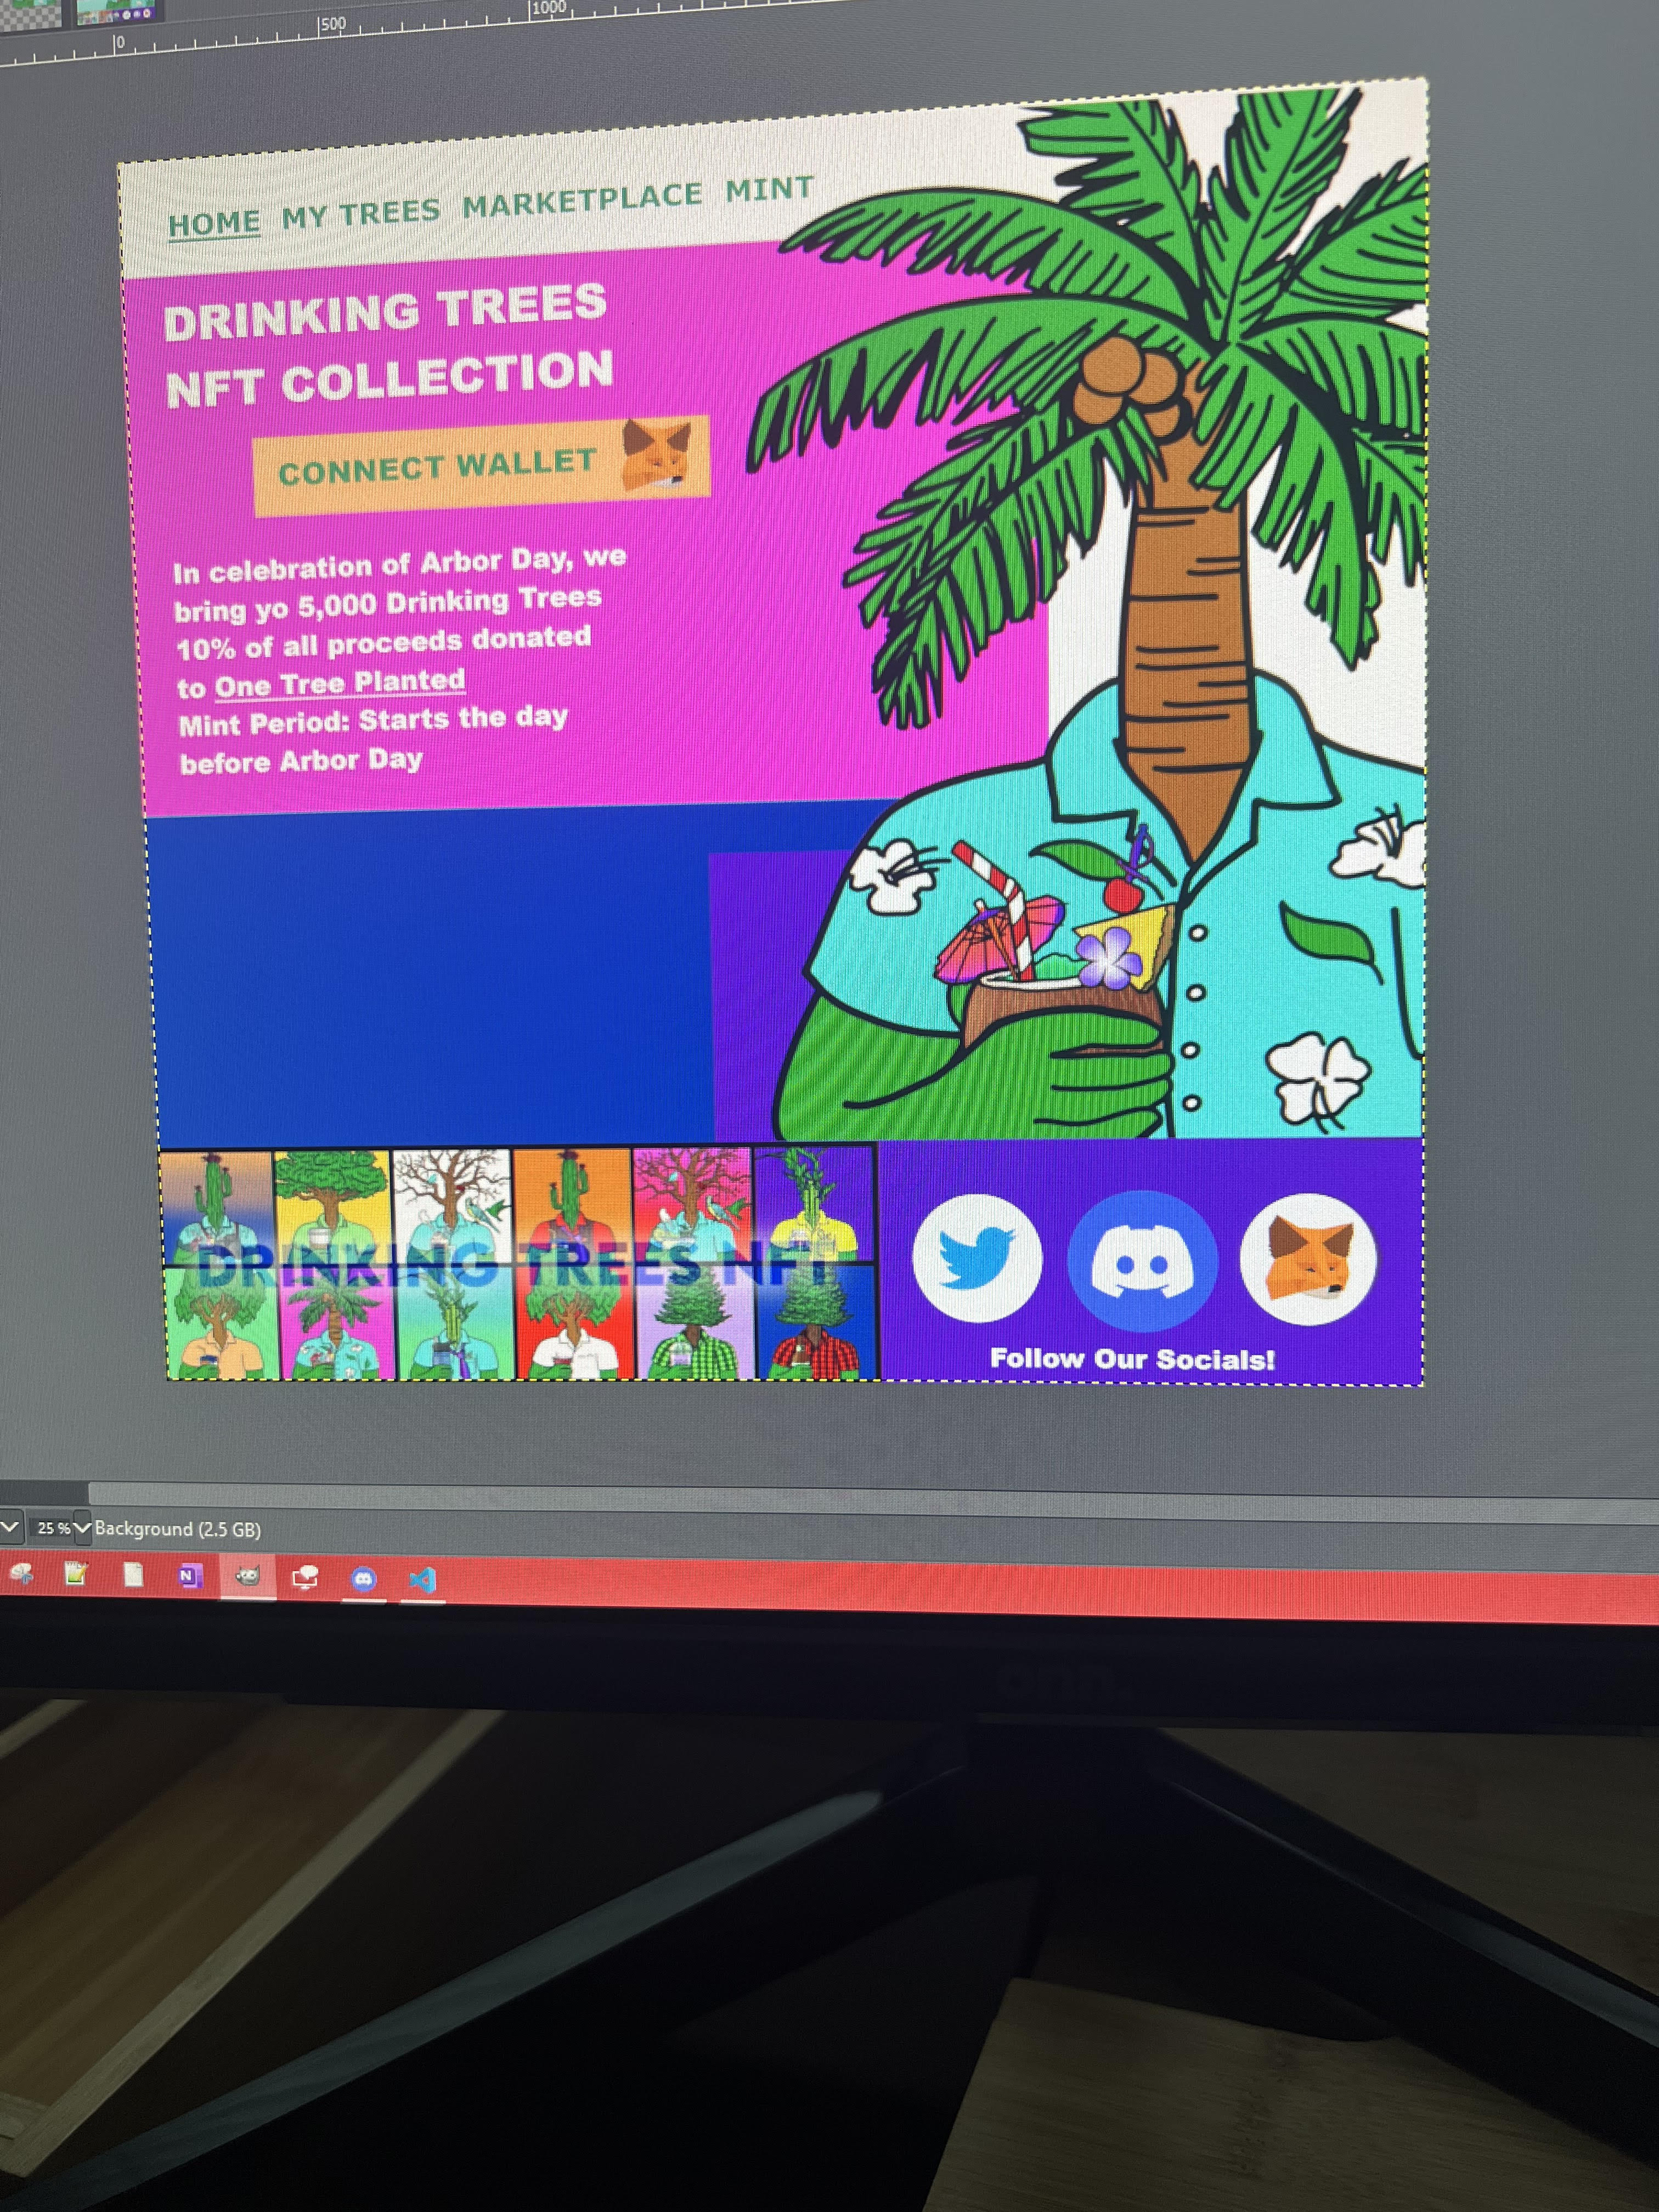 0
500
1000
HOME MY TREES MARKETPLACE MINT
DRINKING TREES
NFT COLLECTION
CONNECT WALLET
In celebration of Arbor Day, we
bring yo 5,000 Drinking Trees
10% of all proceeds donated
to One Tree Planted
Mint Period: Starts the day
before Arbor Day
DRINKING TREES NFT
Follow Our Socials!
25 % Background (2.5 GB)
N
onn.